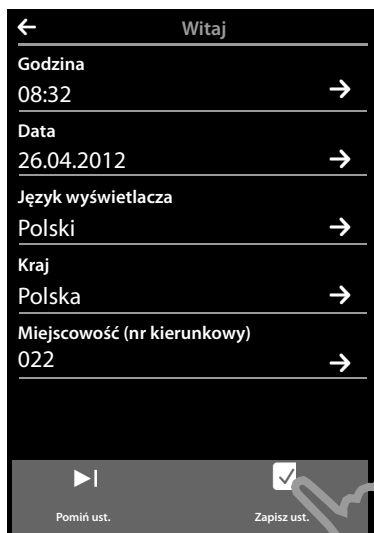 Witaj
Godzina
08:32
Data
26.04.2012
Język wyświetlacza
Polski
Kraj
Polska
Miejscowość (nr kierunkowy)
022
Pomiń ust.
Zapisz ust.